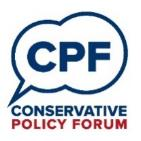 CPF
CONSERVATIVE
POLICY FORUM